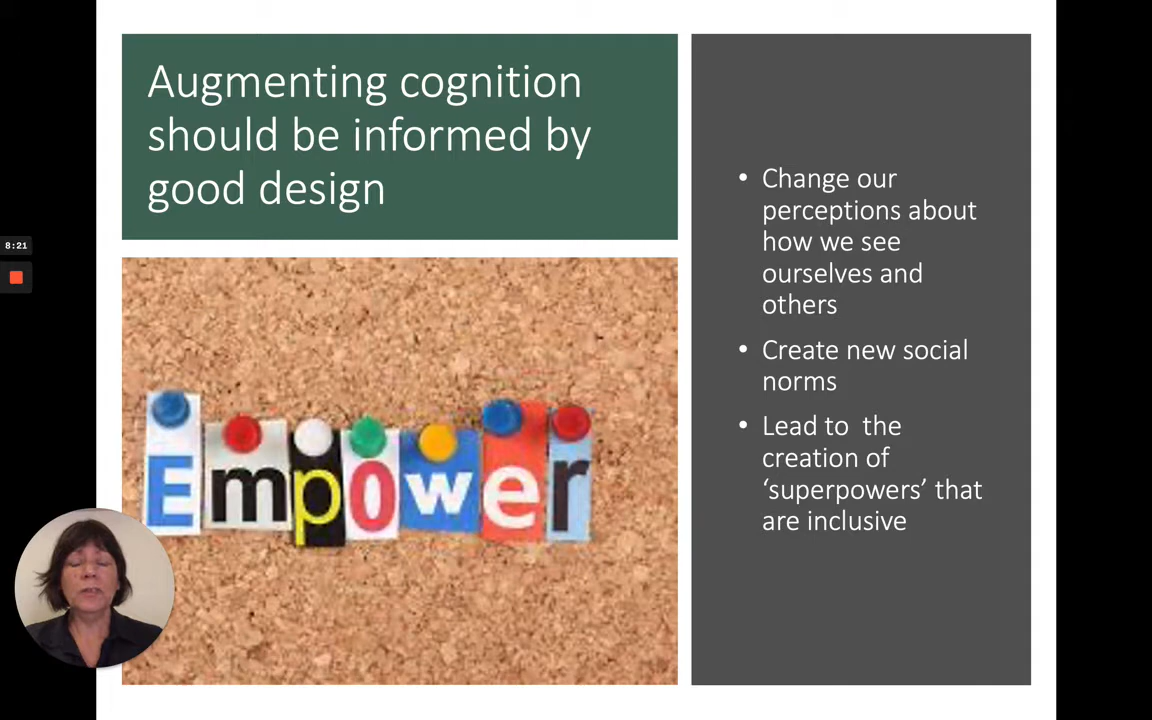 Augmenting cognition
should be informed by
good design
8:21
Empower
• Change our
perceptions about
how we see
ourselves and
others
• Create new social
norms
• Lead to  the
creation of
‘superpowers’ that
are inclusive